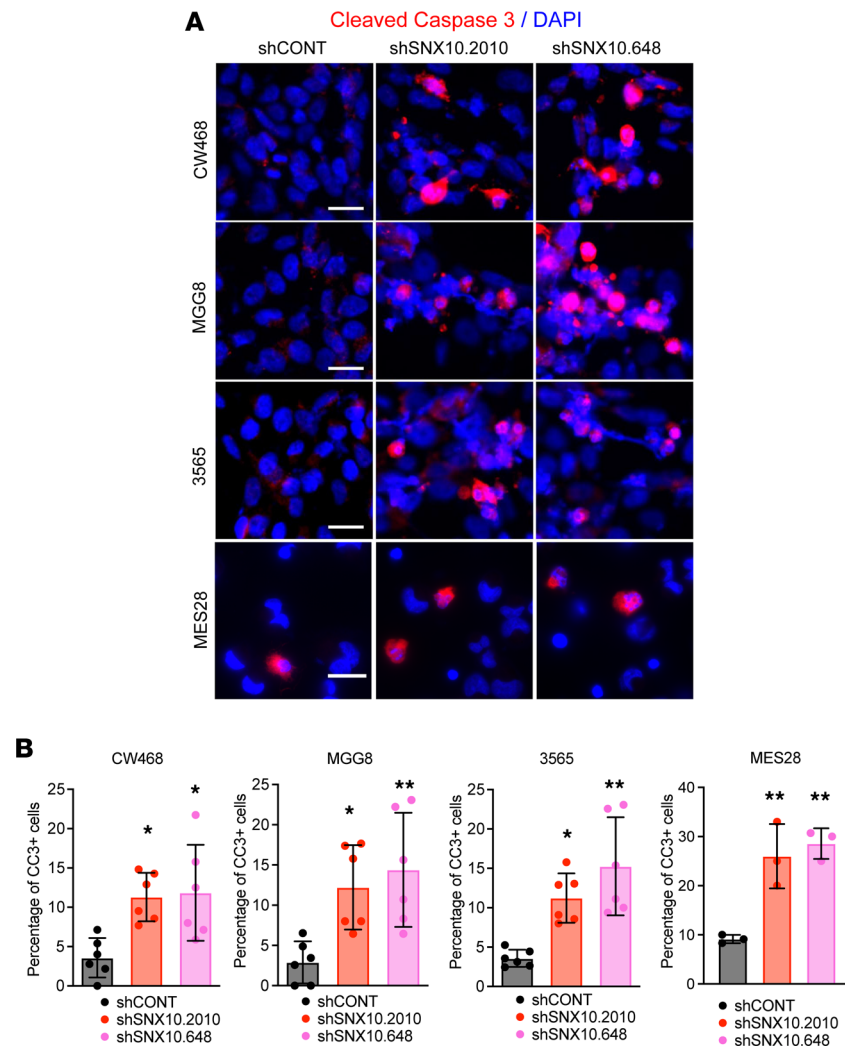 A
Cleaved Caspase 3 / DAPI
shCONT shSNX10.2010 shSNX10.648
CW468
MGG8
3565
MES28
B
CW468 MGG8 3565 MES28
Percentage of CC3+ cells
25
20
15
10
5
0
* *
shCONT
shSNX10.2010
shSNX10.648
Percentage of CC3+ cells
25
20
15
10
5
0
* **
shCONT
shSNX10.2010
shSNX10.648
Percentage of CC3+ cells
25
20
15
10
5
0
* **
shCONT
shSNX10.2010
shSNX10.648
Percentage of CC3+ cells
40
30
20
10
0
** **
shCONT
shSNX10.2010
shSNX10.648